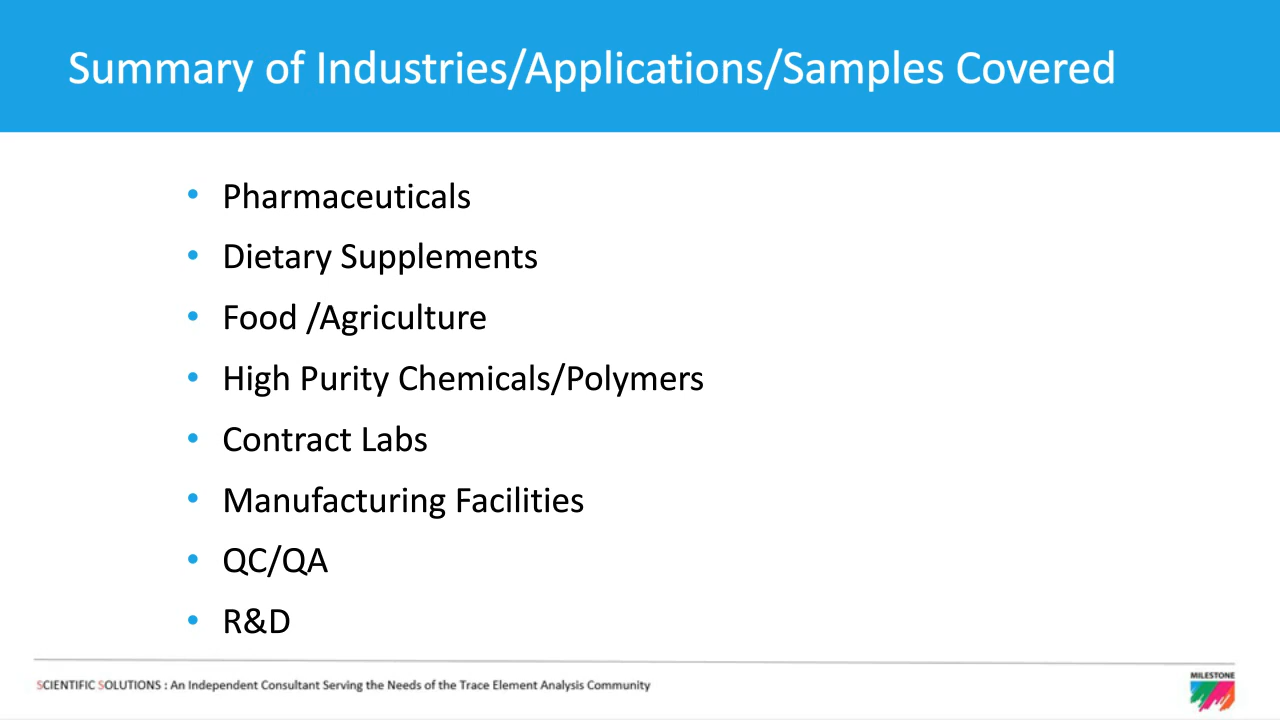 Summary of Industries/Applications/Samples Covered
• Pharmaceuticals
• Dietary Supplements
• Food /Agriculture
• High Purity Chemicals/Polymers
• Contract Labs
• Manufacturing Facilities
• QC/QA
• R&D
SCIENTIFIC SOLUTIONS : An Independent Consultant Serving the Needs of the Trace Element Analysis Community
MILESTONE